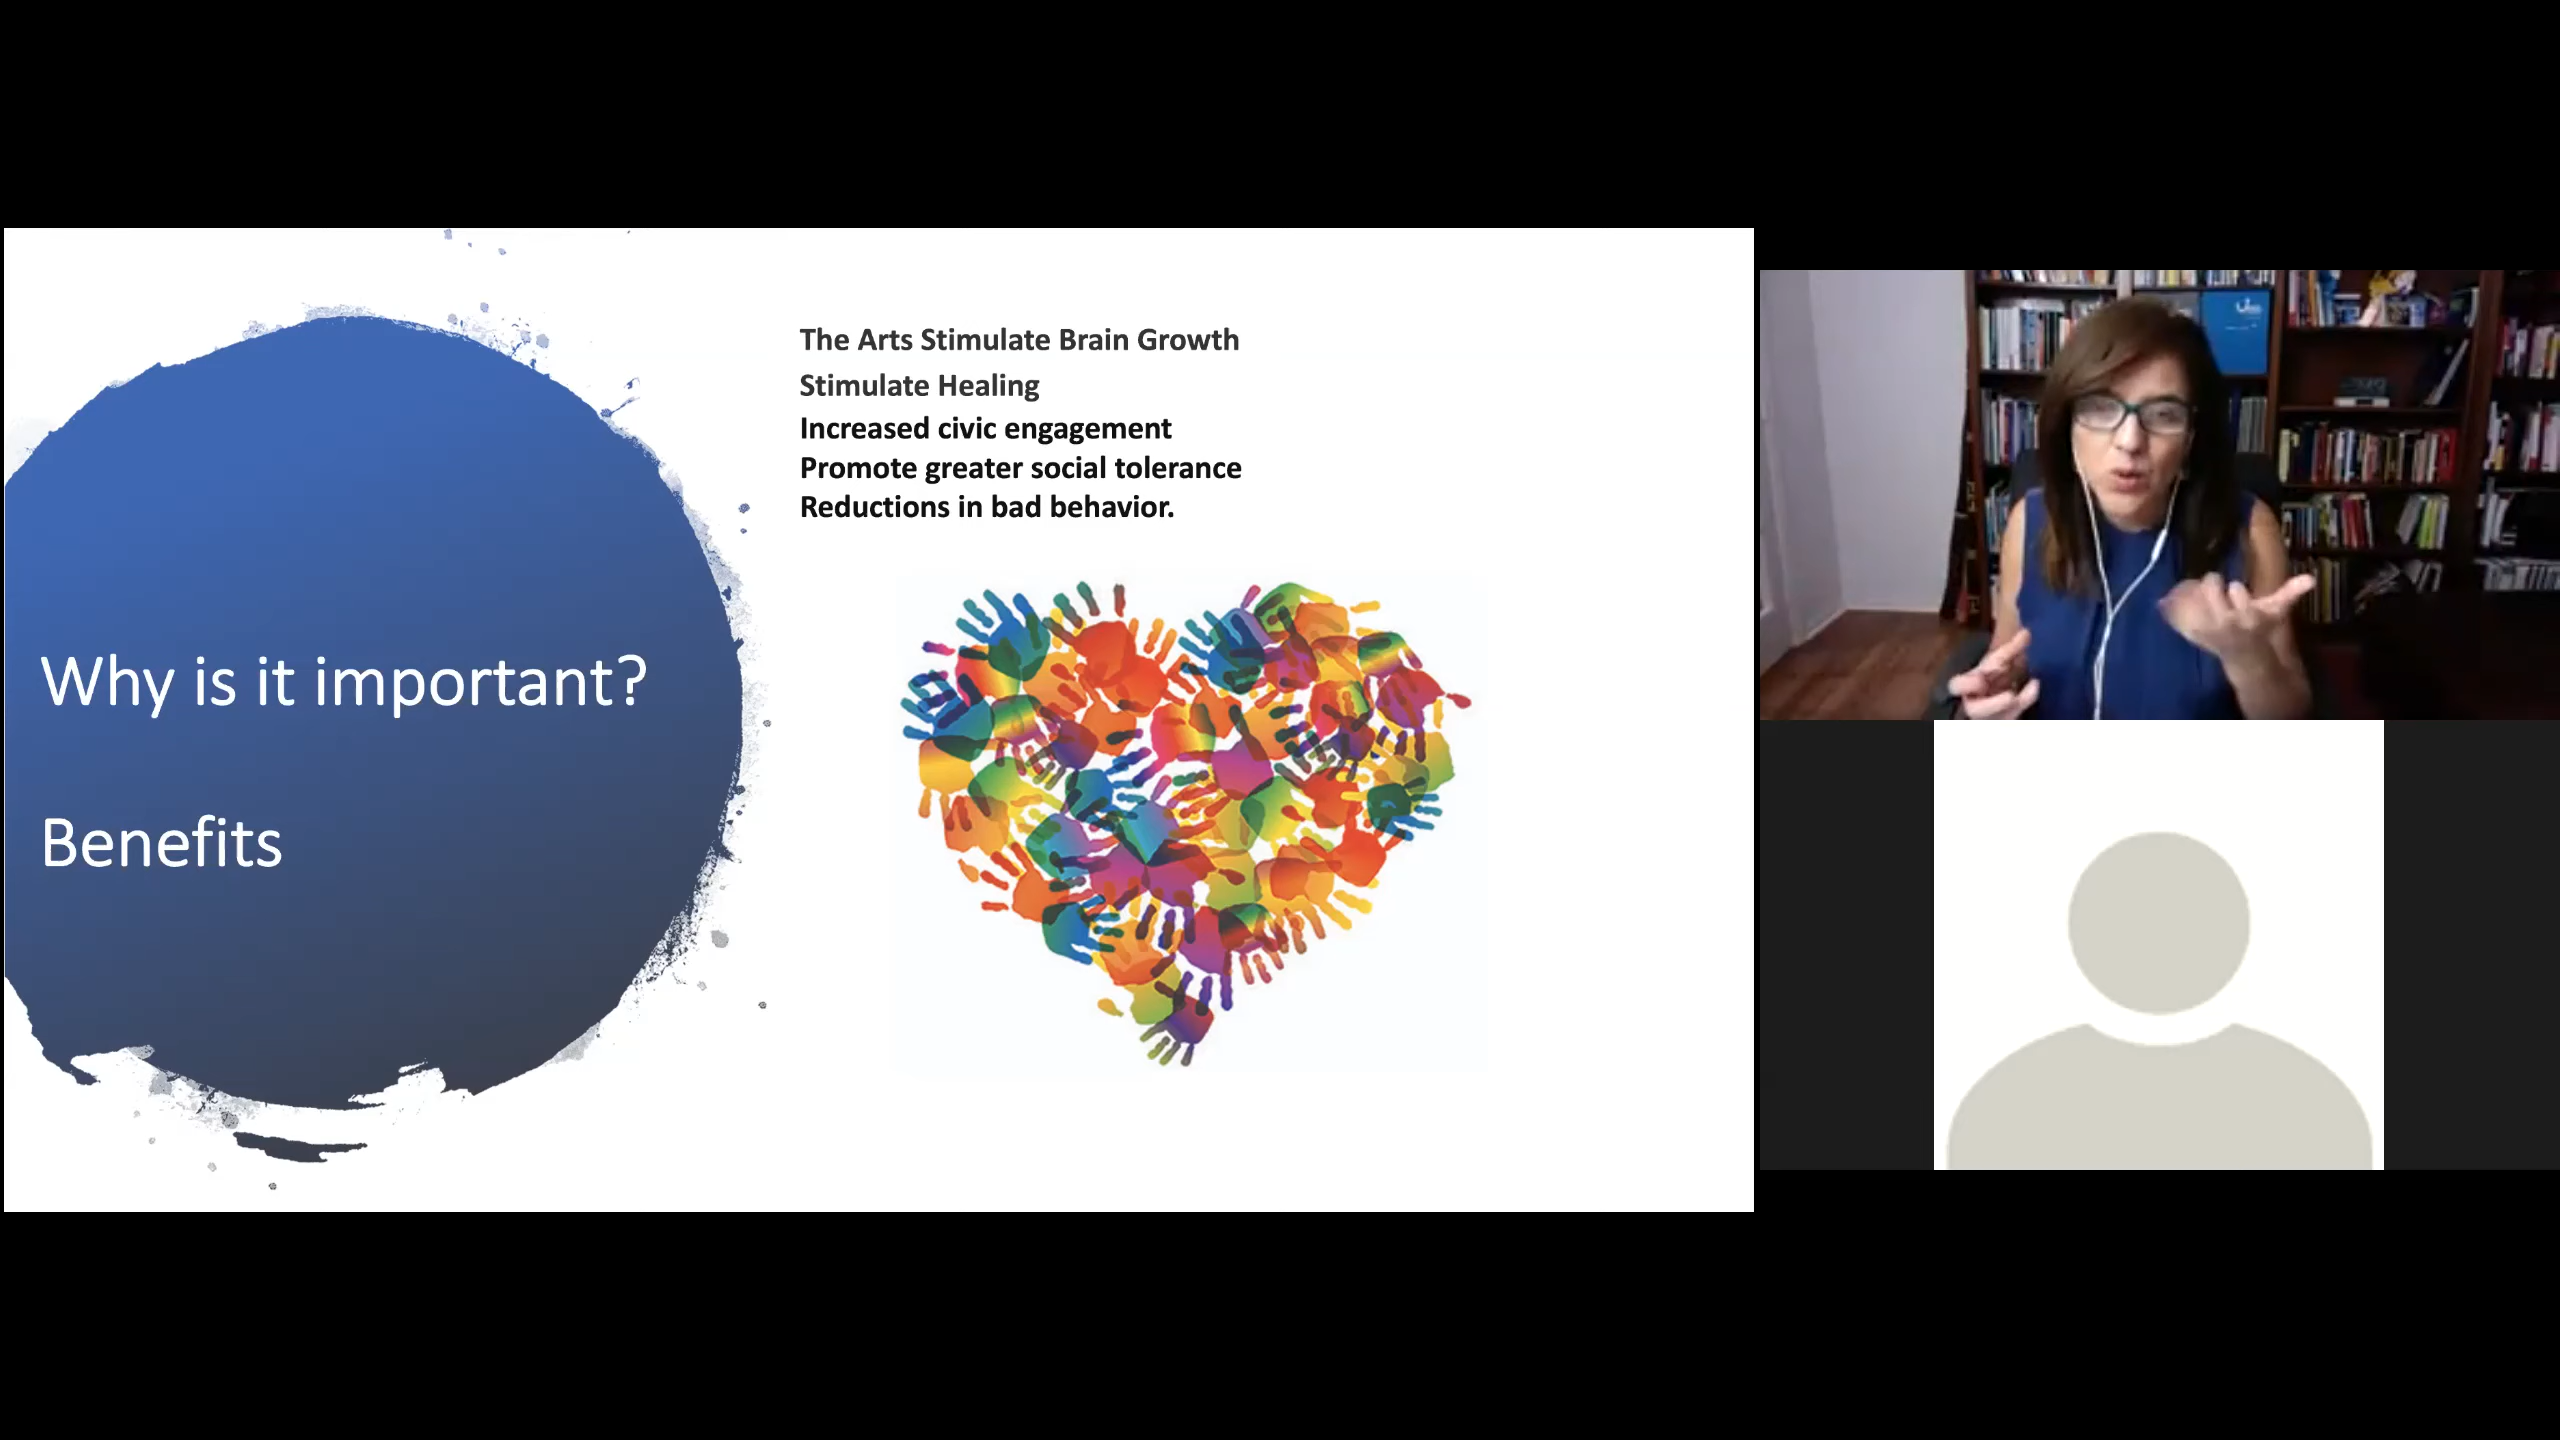 Why is it important?
Benefits
The Arts Stimulate Brain Growth
Stimulate Healing
Increased civic engagement
Promote greater social tolerance
Reductions in bad behavior.